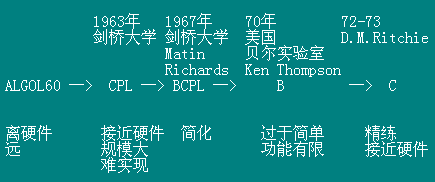 1963年 1967年 70年 72-73
剑桥大学 剑桥大学 美国 D.M.Ritchie
Matin 贝尔实验室
Richards Ken Thompson
ALGOL60 —> CPL —> BCPL —> B —> C
离硬件 接近硬件 简化 过于简单 精练
远 规模大 功能有限 接近硬件
难实现